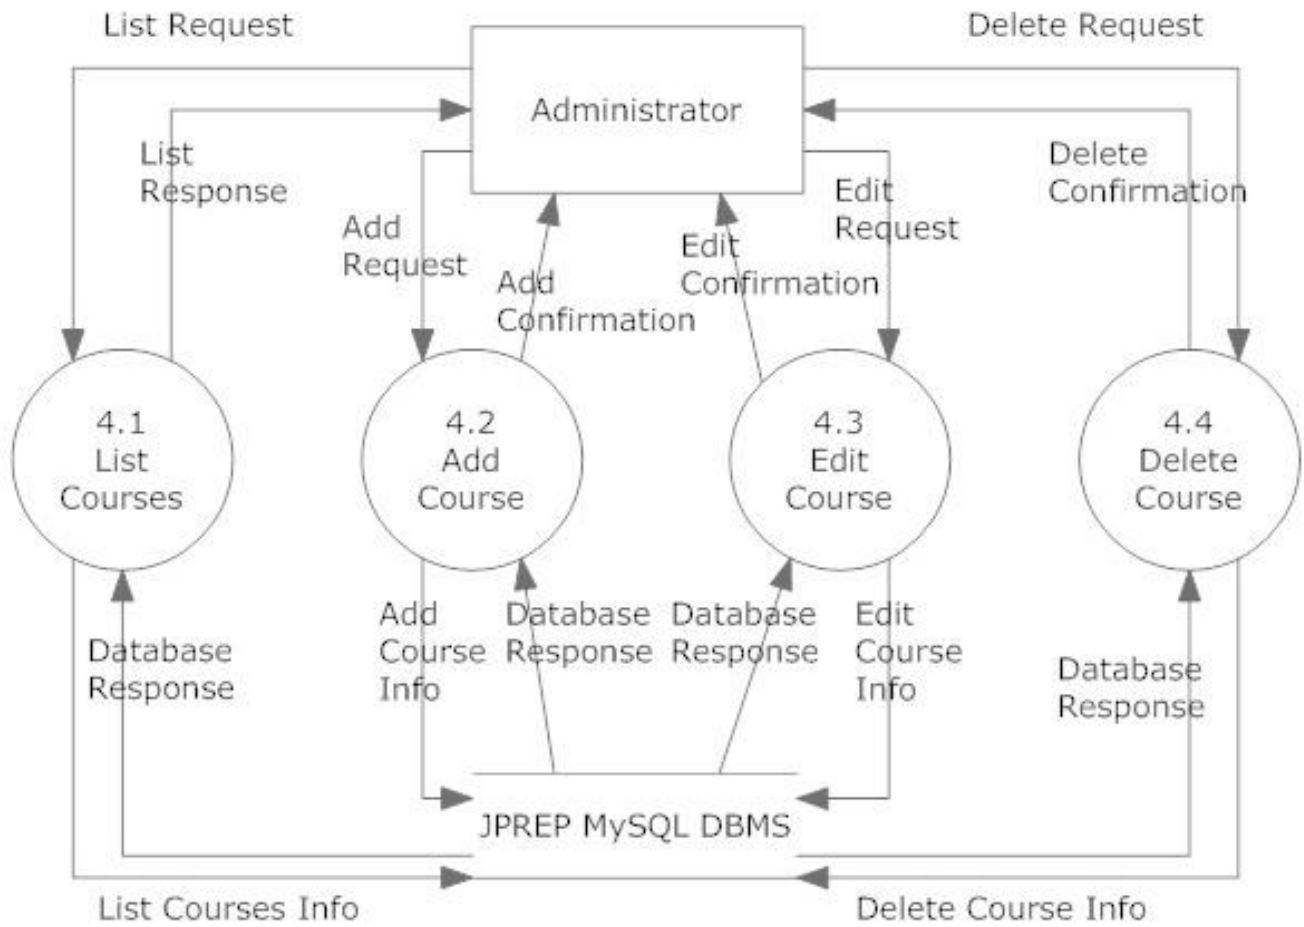 List Request
Delete Request
Administrator
List
Response
Delete
Confirmation
Edit
Request
Add
Request
Edit
Confirmation
Add
Confirmation
4.1
List
Courses
4.2
Add
Course
4.3
Edit
Course
4.4
Delete
Course
Database
Response
Add
Course
Info
Database
Response
Database
Response
Edit
Course
Info
Database
Response
JPREP MySQL DBMS
List Courses Info
Delete Course Info